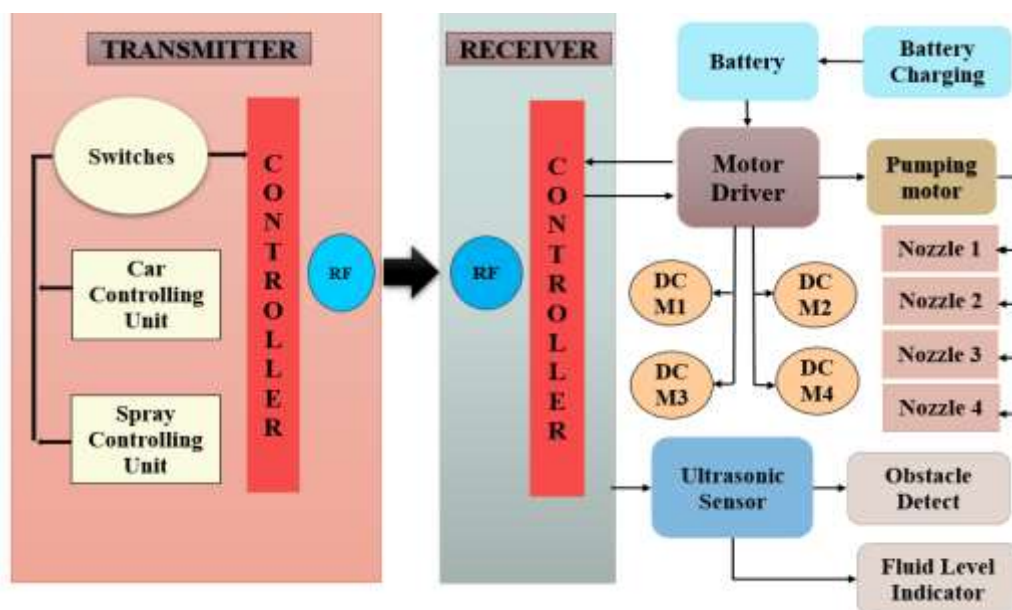 TRANSMITTER
Switches
Car
Controlling
Unit
Spray
Controlling
Unit
CONTROLLER
RF
RECEIVER
RF
CONTROLLER
Battery
Battery
Charging
Motor
Driver
Pumping
motor
DC
M1
DC
M2
DC
M3
DC
M4
Nozzle 1
Nozzle 2
Nozzle 3
Nozzle 4
Ultrasonic
Sensor
Obstacle
Detect
Fluid Level
Indicator